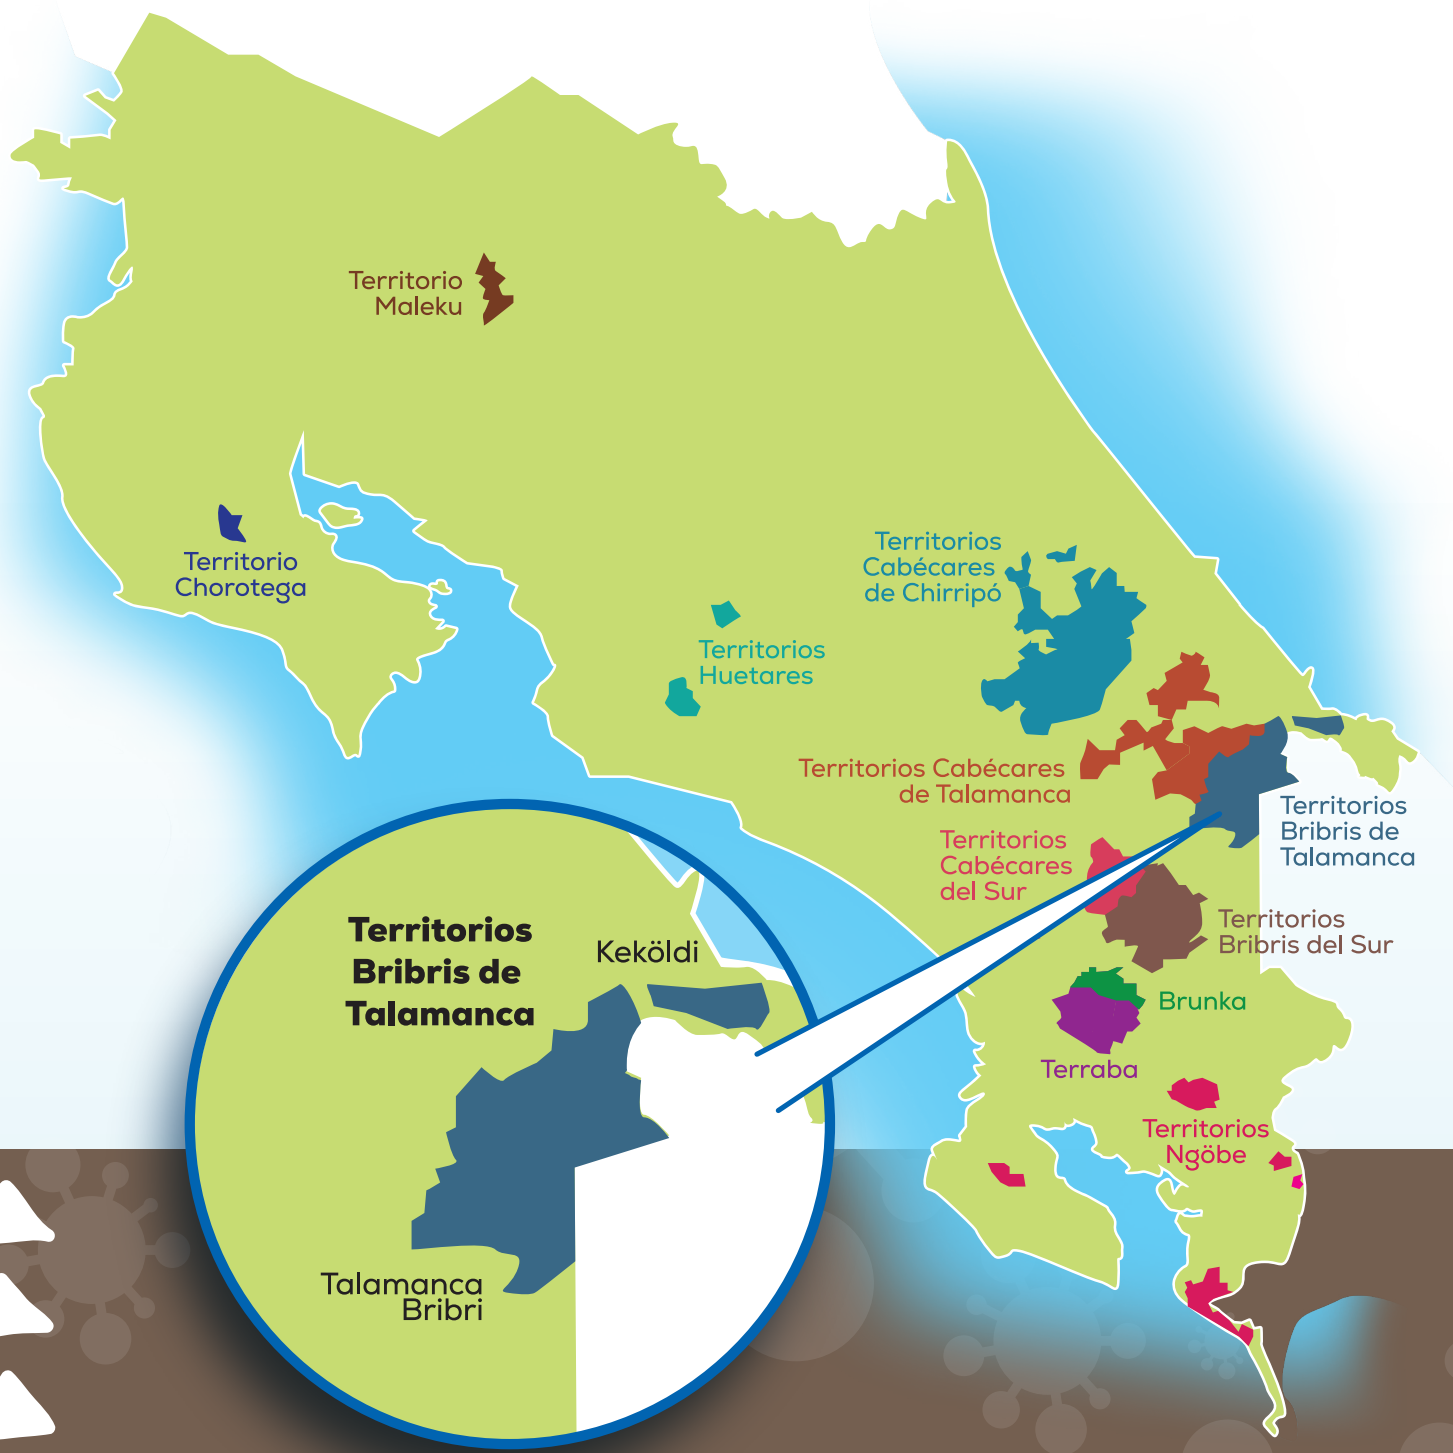 Territorio
Maleku
Territorio
Chorotega
Territorios
Cabécares
de Chirripó
Territorios
Huetares
Territorios Cabécares
de Talamanca
Territorios
Bribris de
Talamanca
Territorios
Cabécares
del Sur
Territorios
Bribris del Sur
Brunka
Terraba
Territorios
Ngöbe
Territorios
Bribris de
Talamanca
Keköldi
Talamanca
Bribri